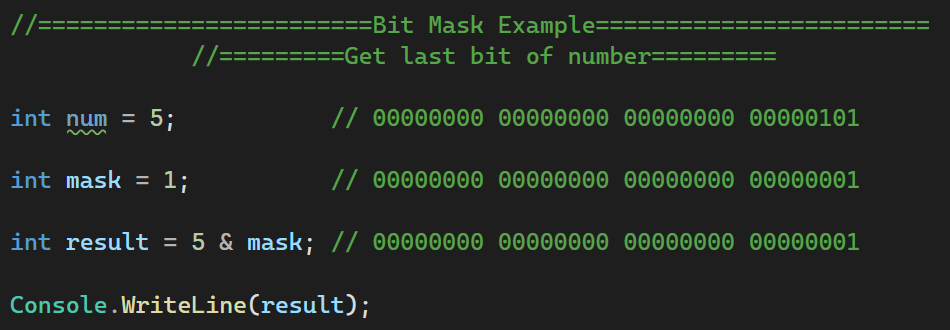 //========================Bit Mask Example========================
//=========Get last bit of number=========
int num = 5; // 00000000 00000000 00000000 00000101
int mask = 1; // 00000000 00000000 00000000 00000001
int result = 5 & mask; // 00000000 00000000 00000000 00000001
Console.WriteLine(result);